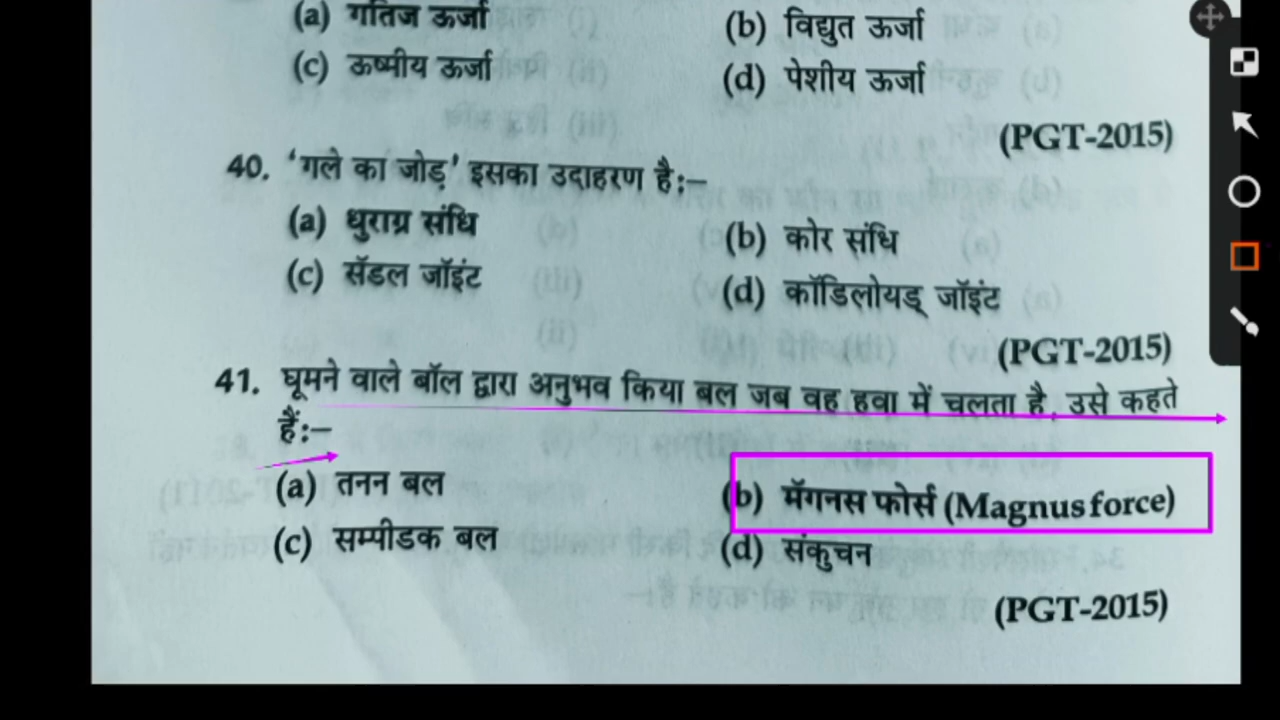 (a) गतिज ऊर्जा (b) विद्युत ऊर्जा
(c) ऊष्मीय ऊर्जा (d) पेशीय ऊर्जा
(PGT-2015)
40. 'गले का जोड़' इसका उदाहरण है:–
(a) धुराग्र संधि (b) कोर संधि
(c) सॅडल जॉइंट (d) कॉडिलोयड् जॉइंट
(PGT-2015)
41. घूमने वाले बॉल द्वारा अनुभव किया बल जब वह हवा में चलता है, उसे कहते
हैं:–
(a) तनन बल (b) मॅगनस फोर्स (Magnus force)
(c) सम्पीडक बल (d) संकुचन
(PGT-2015)